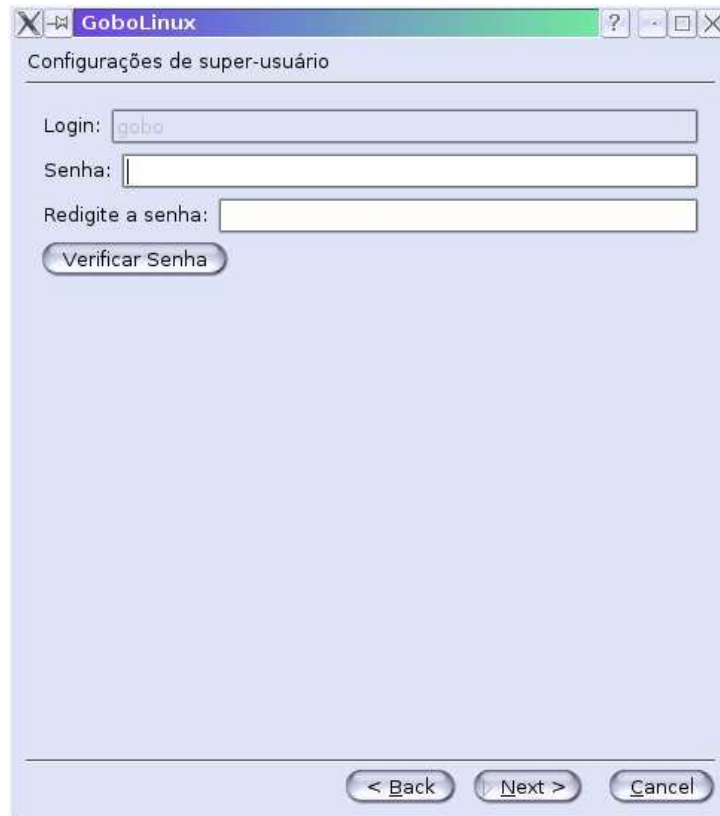 GoboLinux
Configurações de super-usuário
Login: gobo
Senha:
Redigite a senha:
Verificar Senha
< Back Next > Cancel